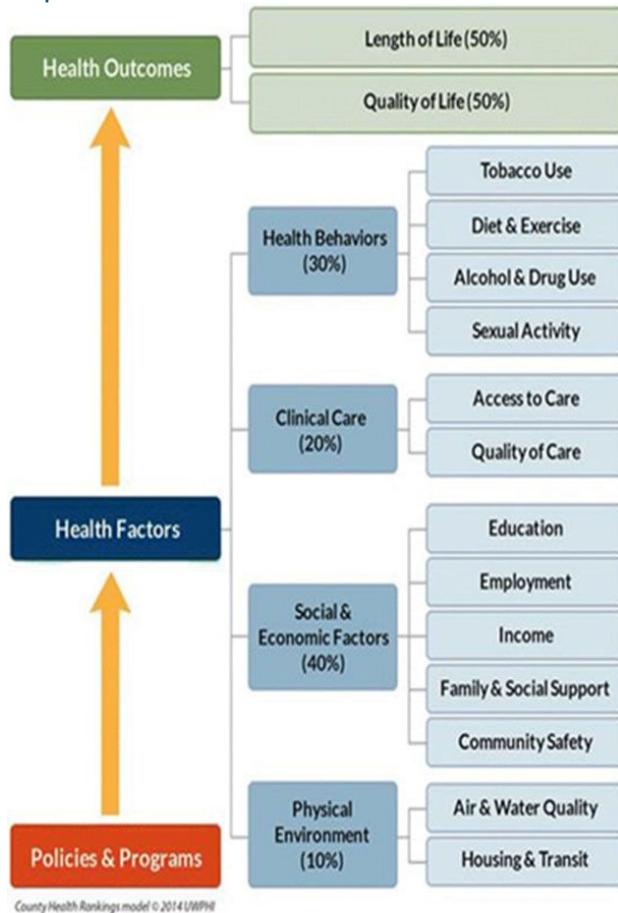 Health Outcomes
Length of Life (50%)
Quality of Life (50%)
Health Behaviors
(30%)
Tobacco Use
Diet & Exercise
Alcohol & Drug Use
Sexual Activity
Clinical Care
(20%)
Access to Care
Quality of Care
Health Factors
Social &
Economic Factors
(40%)
Education
Employment
Income
Family & Social Support
Community Safety
Physical
Environment
(10%)
Air & Water Quality
Housing & Transit
Policies & Programs
County Health Rankings model © 2014 UWPHI